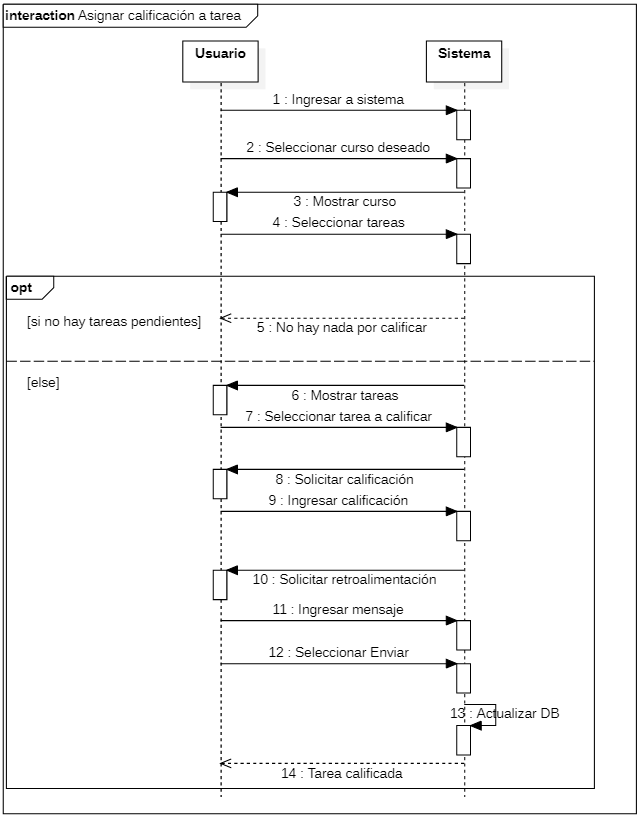 interaction Asignar calificación a tarea
Usuario
Sistema
1 : Ingresar a sistema
2 : Seleccionar curso deseado
3 : Mostrar curso
4 : Seleccionar tareas
opt
[si no hay tareas pendientes]
5 : No hay nada por calificar
[else]
6 : Mostrar tareas
7 : Seleccionar tarea a calificar
8 : Solicitar calificación
9 : Ingresar calificación
10 : Solicitar retroalimentación
11 : Ingresar mensaje
12 : Seleccionar Enviar
13 : Actualizar DB
14 : Tarea calificada